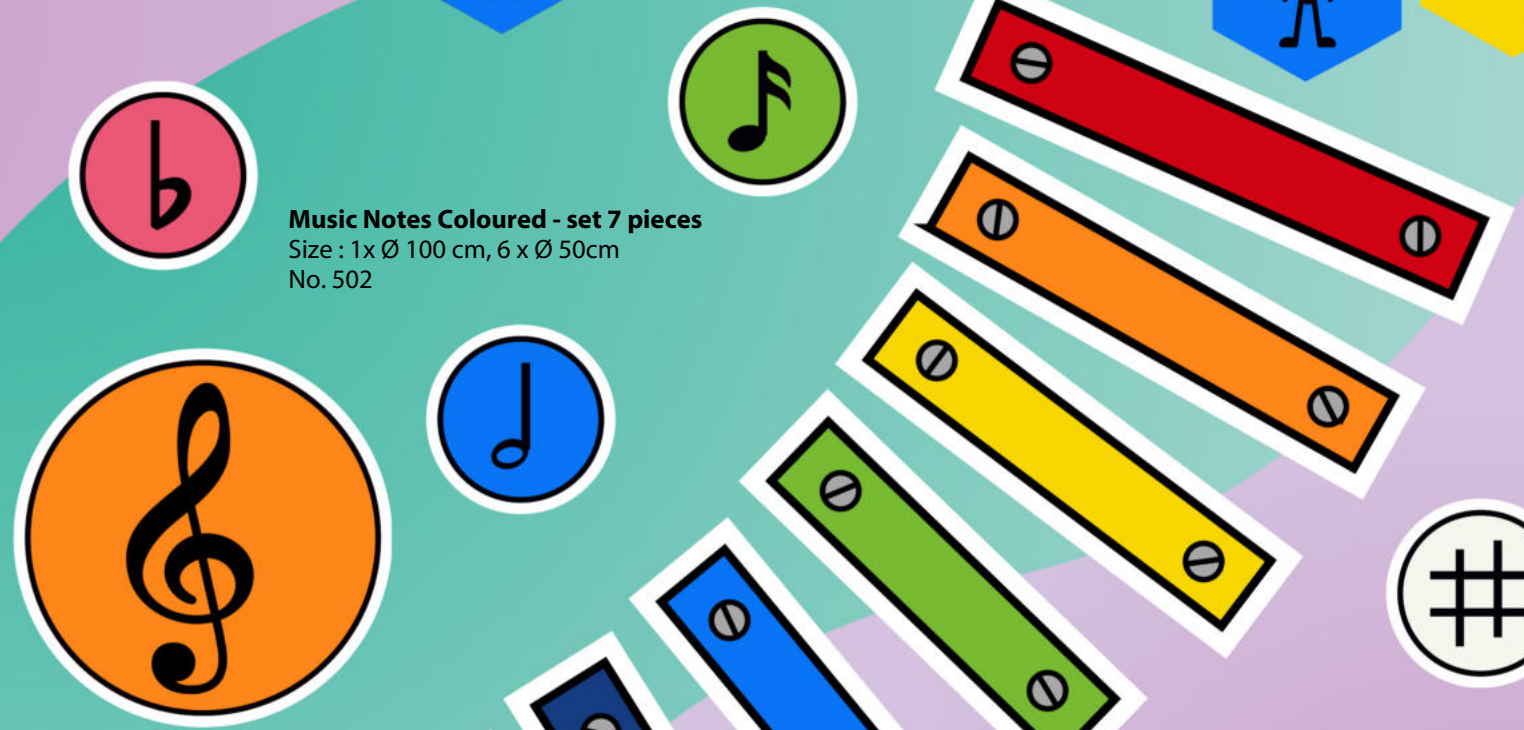 Music Notes Coloured - set 7 pieces
Size : 1x Ø 100 cm, 6 x Ø 50cm
No. 502